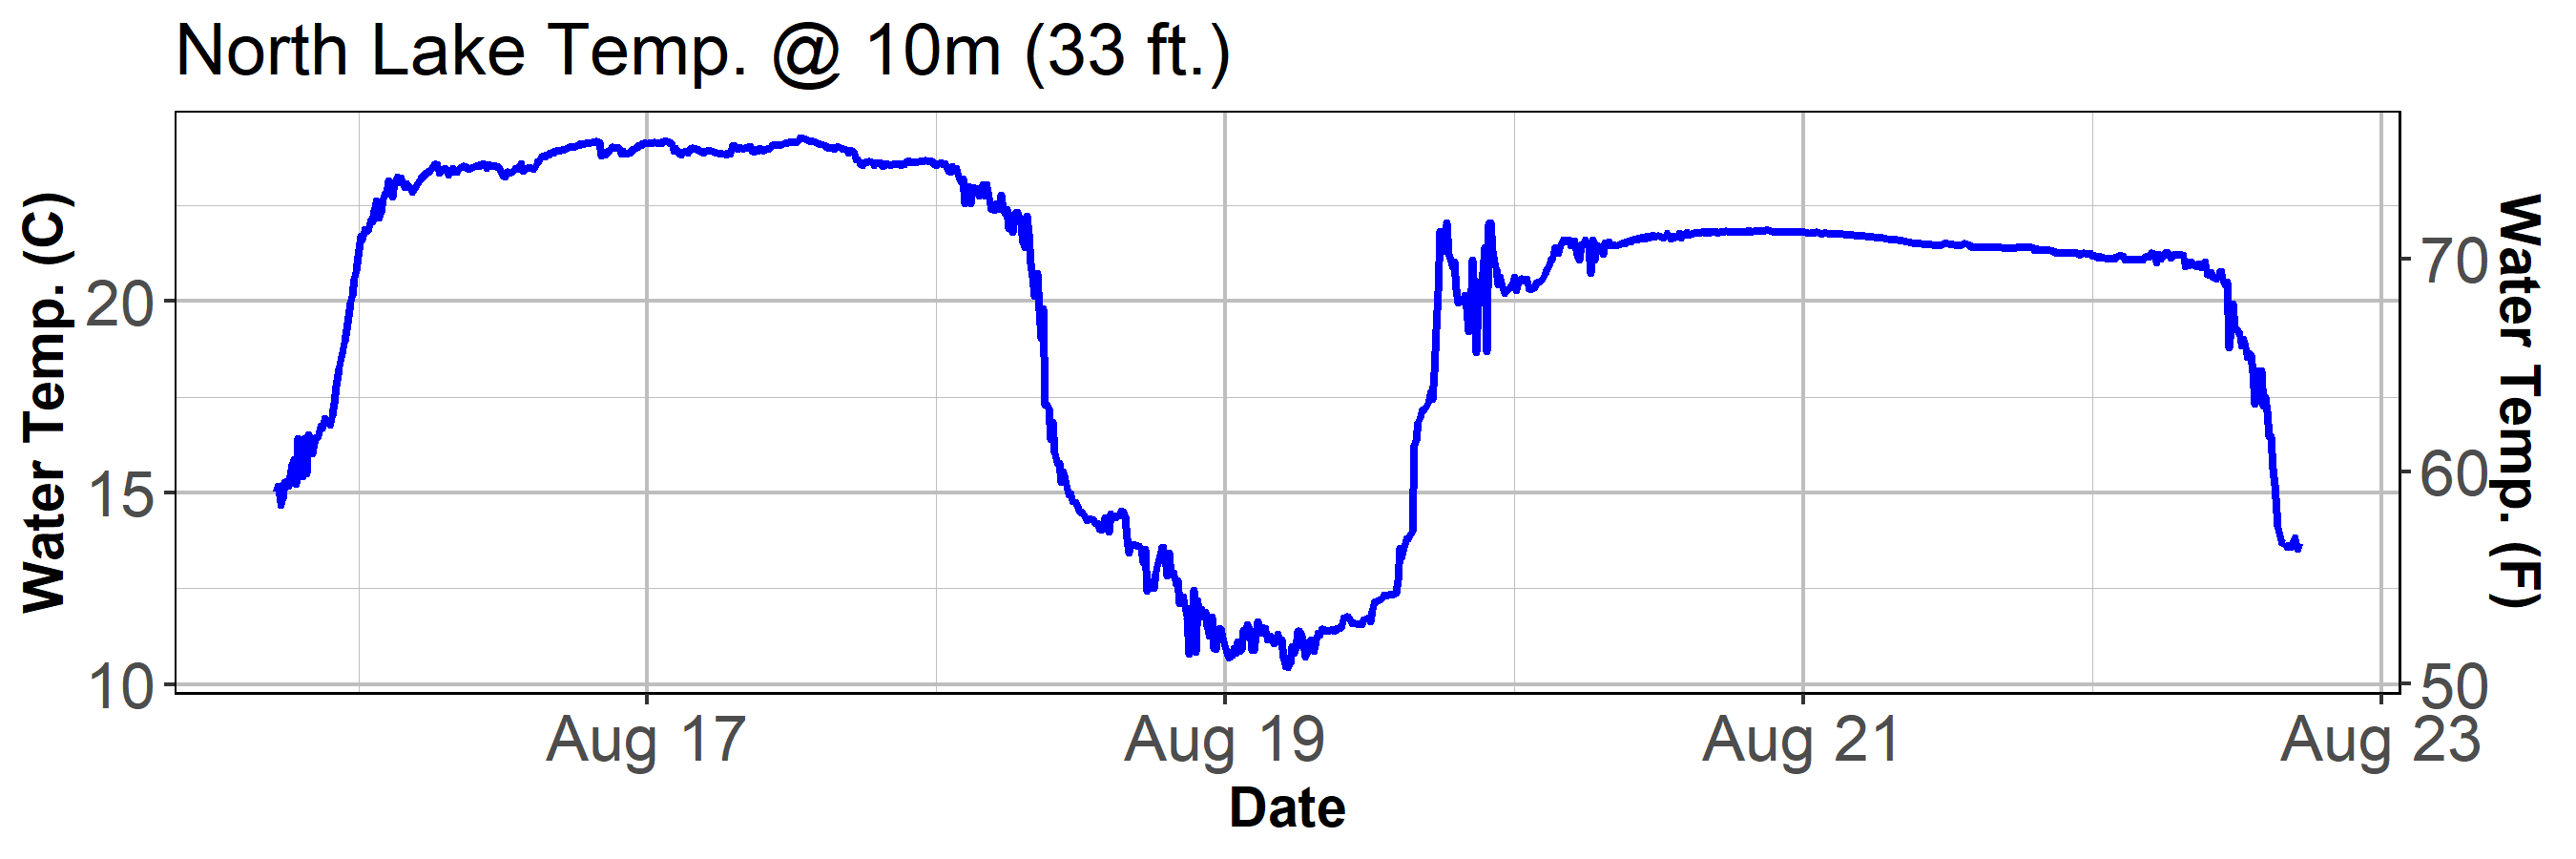 North Lake Temp. @ 10m (33 ft.)
Water Temp. (C)
20
15
10
70
60
50
Water Temp. (F)
Aug 17 Aug 19 Aug 21 Aug 23
Date